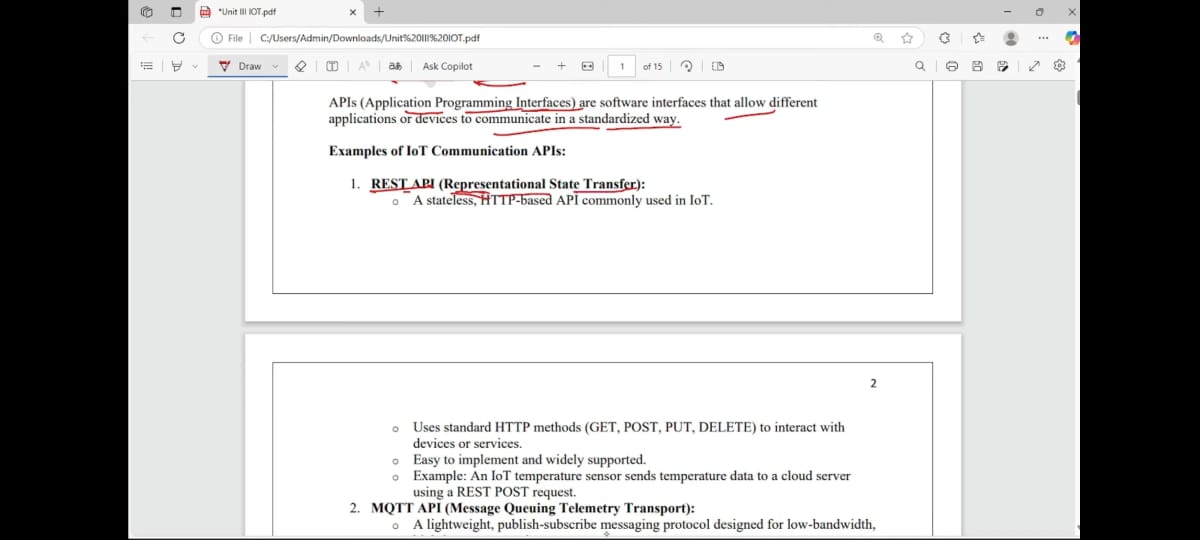 *Unit III IOT.pdf
File C:/Users/Admin/Downloads/Unit%20III%20IOT.pdf
Draw Ask Copilot 1 of 15
APIs (Application Programming Interfaces) are software interfaces that allow different
applications or devices to communicate in a standardized way.
Examples of IoT Communication APIs:
1. REST API (Representational State Transfer):
o A stateless, HTTP-based API commonly used in IoT.
2
o Uses standard HTTP methods (GET, POST, PUT, DELETE) to interact with
devices or services.
o Easy to implement and widely supported.
o Example: An IoT temperature sensor sends temperature data to a cloud server
using a REST POST request.
2. MQTT API (Message Queuing Telemetry Transport):
o A lightweight, publish-subscribe messaging protocol designed for low-bandwidth,